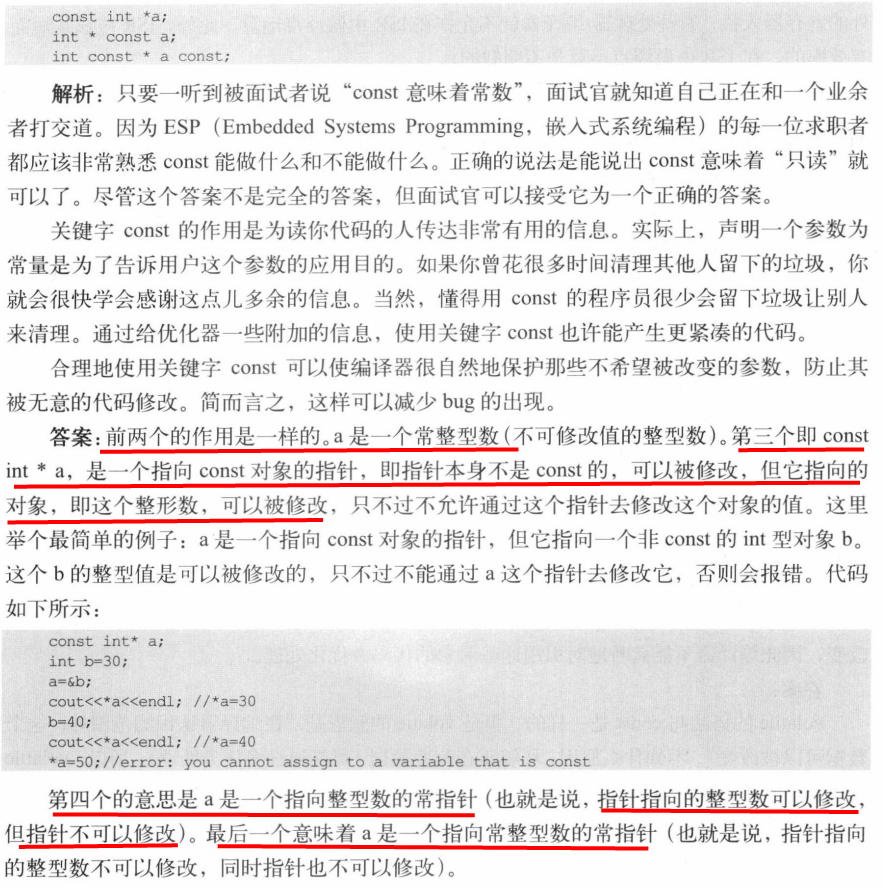 const int *a;
int * const a;
int const * a const;
解析：只要一听到被面试者说“const 意味着常数”，面试官就知道自己正在和一个业余
者打交道。因为 ESP（Embedded Systems Programming，嵌入式系统编程）的每一位求职者
都应该非常熟悉 const 能做什么和不能做什么。正确的说法是能说出 const 意味着“只读”就
可以了。尽管这个答案不是完全的答案，但面试官可以接受它为一个正确的答案。
关键字 const 的作用是为读你代码的人传达非常有用的信息。实际上，声明一个参数为
常量是为了告诉用户这个参数的应用目的。如果你曾花很多时间清理其他人留下的垃圾，你
就会很快学会感谢这点儿多余的信息。当然，懂得用 const 的程序员很少会留下垃圾让别人
来清理。通过给优化器一些附加的信息，使用关键字 const 也许能产生更紧凑的代码。
合理地使用关键字 const 可以使编译器很自然地保护那些不希望被改变的参数，防止其
被无意的代码修改。简而言之，这样可以减少 bug 的出现。
答案：前两个的作用是一样的。a 是一个常整型数（不可修改值的整型数）。第三个即 const
int * a，是一个指向 const 对象的指针，即指针本身不是 const 的，可以被修改，但它指向的
对象，即这个整形数，可以被修改，只不过不允许通过这个指针去修改这个对象的值。这里
举个最简单的例子：a 是一个指向 const 对象的指针，但它指向一个非 const 的 int 型对象 b。
这个 b 的整型值是可以被修改的，只不过不能通过 a 这个指针去修改它，否则会报错。代码
如下所示：
const int* a;
int b=30;
a=&b;
cout<<*a<<endl; //*a=30
b=40;
cout<<*a<<endl; //*a=40
*a=50;//error: you cannot assign to a variable that is const
第四个的意思是 a 是一个指向整型数的常指针（也就是说，指针指向的整型数可以修改，
但指针不可以修改）。最后一个意味着 a 是一个指向常整型数的常指针（也就是说，指针指向
的整型数不可以修改，同时指针也不可以修改）。